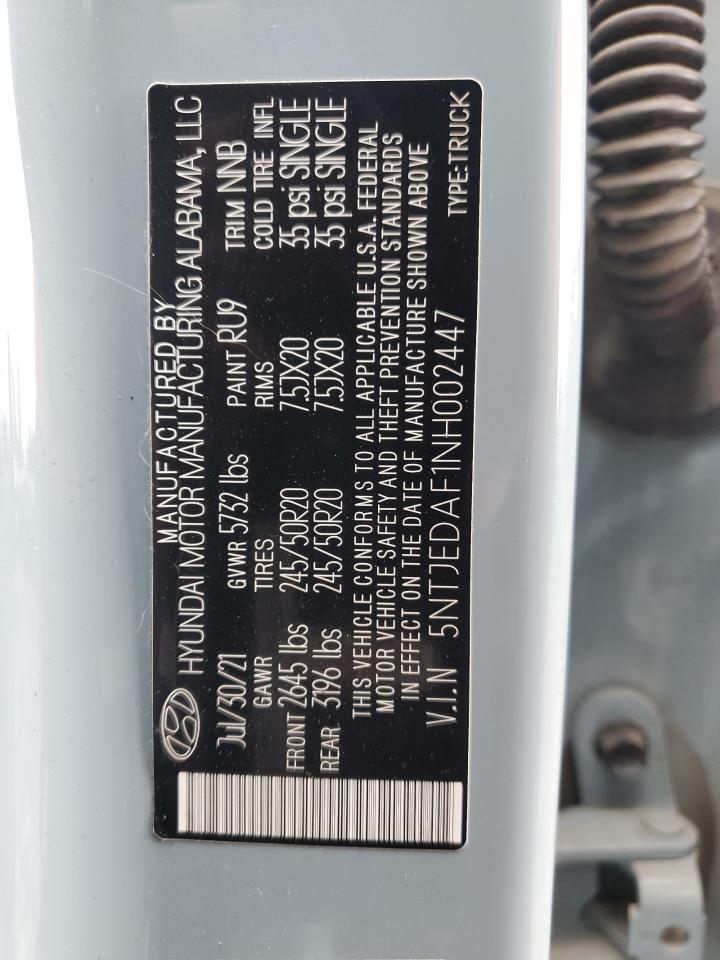 MANUFACTURED BY
HYUNDAI MOTOR MANUFACTURING ALABAMA, LLC
Jul/30/21 GVWR 5732 lbs PAINT RU9 TRIM NNB
GAWR TIRES RIMS COLD TIRE INFL
FRONT 2645 lbs 245/50R20 7.5JX20 35 psi SINGLE
REAR 3196 lbs 245/50R20 7.5JX20 35 psi SINGLE
THIS VEHICLE CONFORMS TO ALL APPLICABLE U.S.A. FEDERAL
MOTOR VEHICLE SAFETY AND THEFT PREVENTION STANDARDS
IN EFFECT ON THE DATE OF MANUFACTURE SHOWN ABOVE
V.I.N 5NTJEDAF1NH002447 TYPE:TRUCK